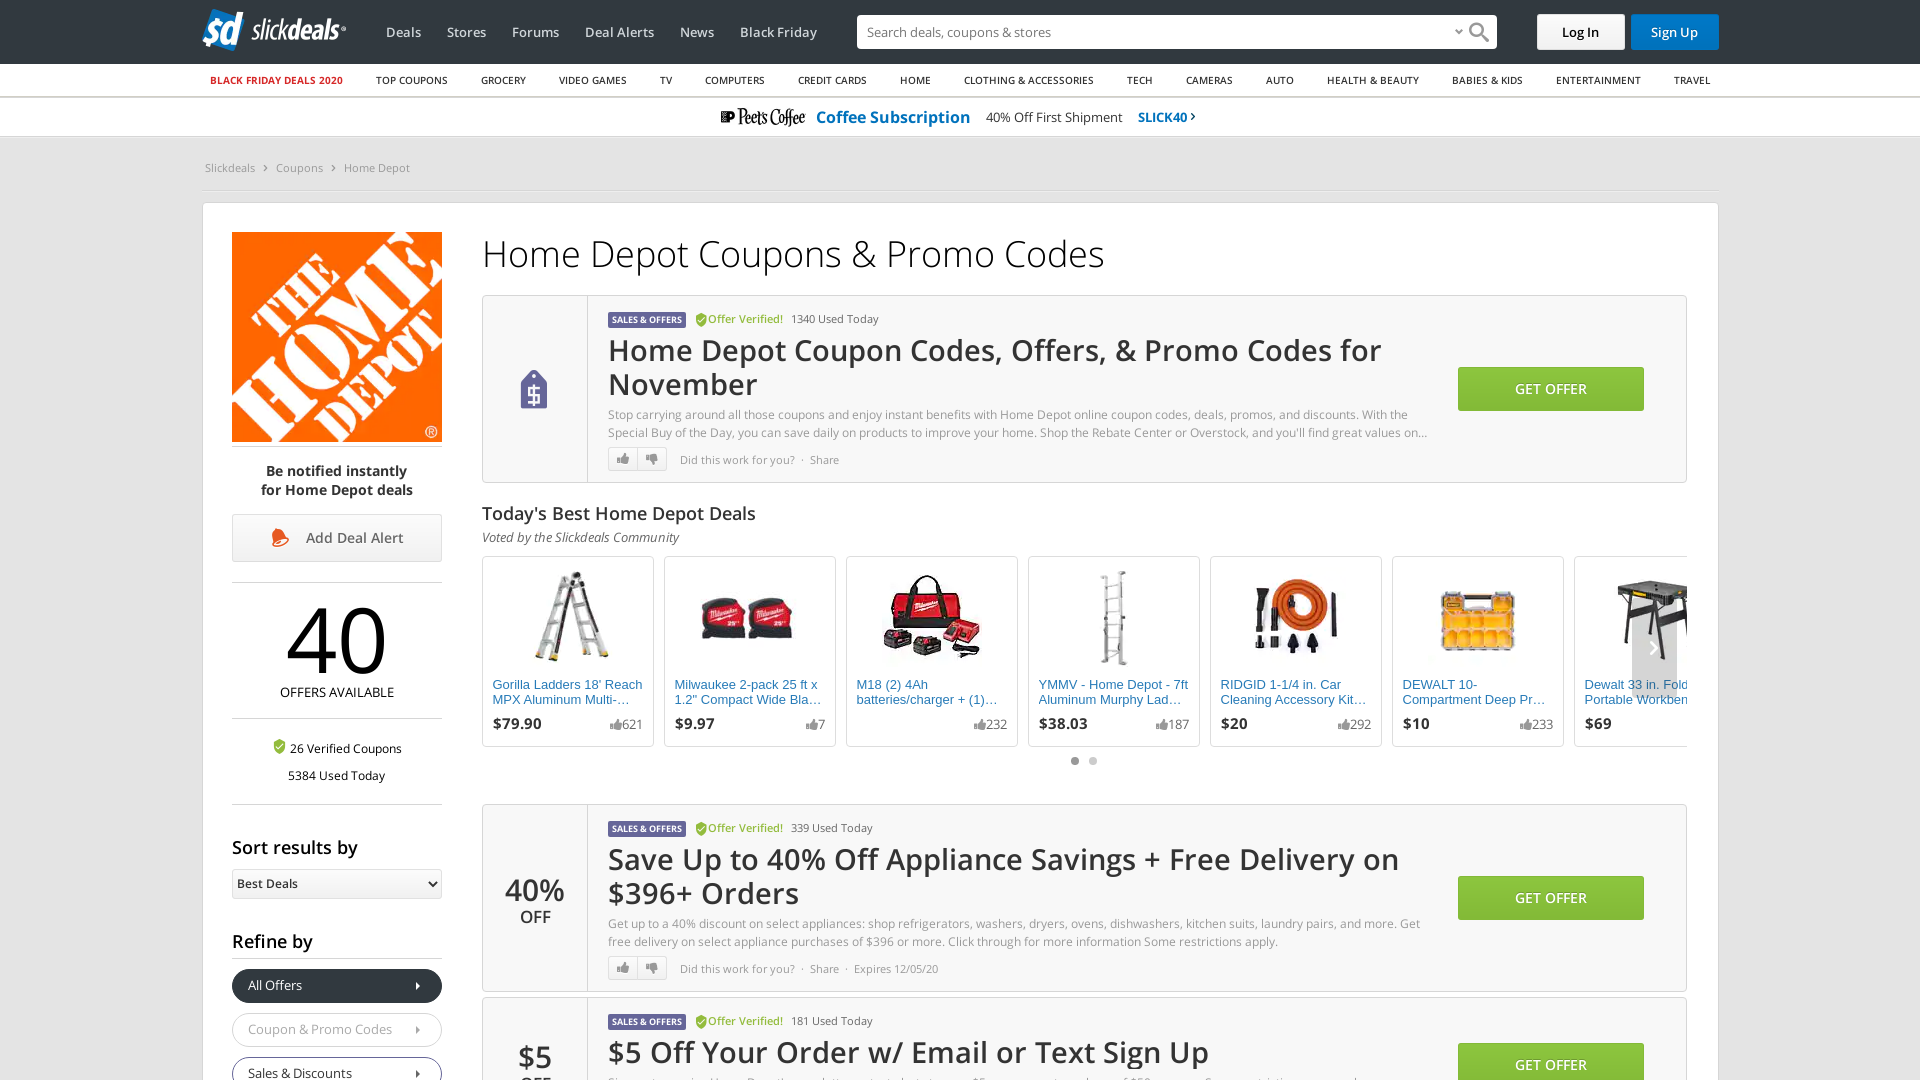 sd slickdeals
Deals
Stores
Forums
Deal Alerts
News
Black Friday
Search deals, coupons & stores
Log In
Sign Up
BLACK FRIDAY DEALS 2020
TOP COUPONS
GROCERY
VIDEO GAMES
TV
COMPUTERS
CREDIT CARDS
HOME
CLOTHING & ACCESSORIES
TECH
CAMERAS
AUTO
HEALTH & BEAUTY
BABIES & KIDS
ENTERTAINMENT
TRAVEL
Peet's Coffee Coffee Subscription 40% Off First Shipment SLICK40
Slickdeals > Coupons > Home Depot
THE HOME DEPOT ®
Be notified instantly
for Home Depot deals
Add Deal Alert
40
OFFERS AVAILABLE
26 Verified Coupons
5384 Used Today
Sort results by
Best Deals
Refine by
All Offers
Coupon & Promo Codes
Sales & Discounts
Home Depot Coupons & Promo Codes
SALES & OFFERS Offer Verified! 1340 Used Today
Home Depot Coupon Codes, Offers, & Promo Codes for
November
Stop carrying around all those coupons and enjoy instant benefits with Home Depot online coupon codes, deals, promos, and discounts. With the
Special Buy of the Day, you can save daily on products to improve your home. Shop the Rebate Center or Overstock, and you'll find great values on...
Did this work for you? · Share
GET OFFER
Today's Best Home Depot Deals
Voted by the Slickdeals Community
Gorilla Ladders 18' Reach
MPX Aluminum Multi-…
$79.90 621
Milwaukee 2-pack 25 ft x
1.2" Compact Wide Bla…
$9.97 7
M18 (2) 4Ah
batteries/charger + (1)…
232
YMMV - Home Depot - 7ft
Aluminum Murphy Lad…
$38.03 187
RIDGID 1-1/4 in. Car
Cleaning Accessory Kit…
$20 292
DEWALT 10-
Compartment Deep Pr…
$10 233
Dewalt 33 in. Fold
Portable Workben
$69
40%
OFF
SALES & OFFERS Offer Verified! 339 Used Today
Save Up to 40% Off Appliance Savings + Free Delivery on
$396+ Orders
Get up to a 40% discount on select appliances: shop refrigerators, washers, dryers, ovens, dishwashers, kitchen suits, laundry pairs, and more. Get
free delivery on select appliance purchases of $396 or more. Click through for more information Some restrictions apply.
Did this work for you? · Share · Expires 12/05/20
GET OFFER
$5
SALES & OFFERS Offer Verified! 181 Used Today
$5 Off Your Order w/ Email or Text Sign Up
GET OFFER